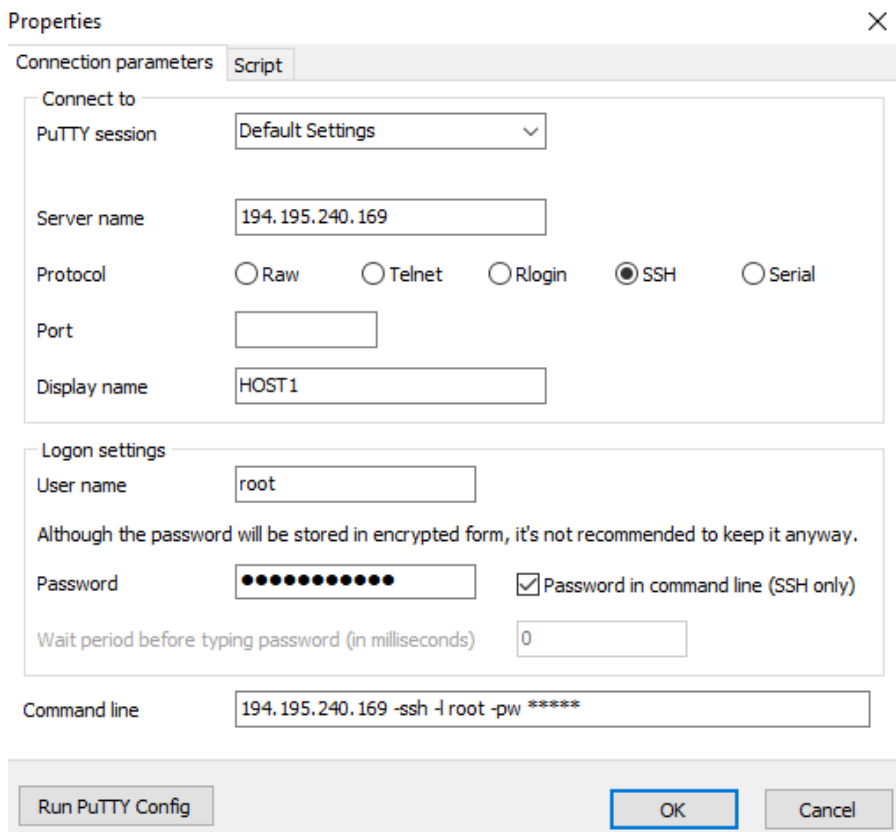 Properties
Connection parameters Script
Connect to
PuTTY session Default Settings
Server name 194.195.240.169
Protocol Raw Telnet Rlogin SSH Serial
Port
Display name HOST1
Logon settings
User name root
Although the password will be stored in encrypted form, it's not recommended to keep it anyway.
Password ●●●●●●●●●●● Password in command line (SSH only)
Wait period before typing password (in milliseconds) 0
Command line 194.195.240.169 -ssh -l root -pw *****
Run PuTTY Config OK Cancel